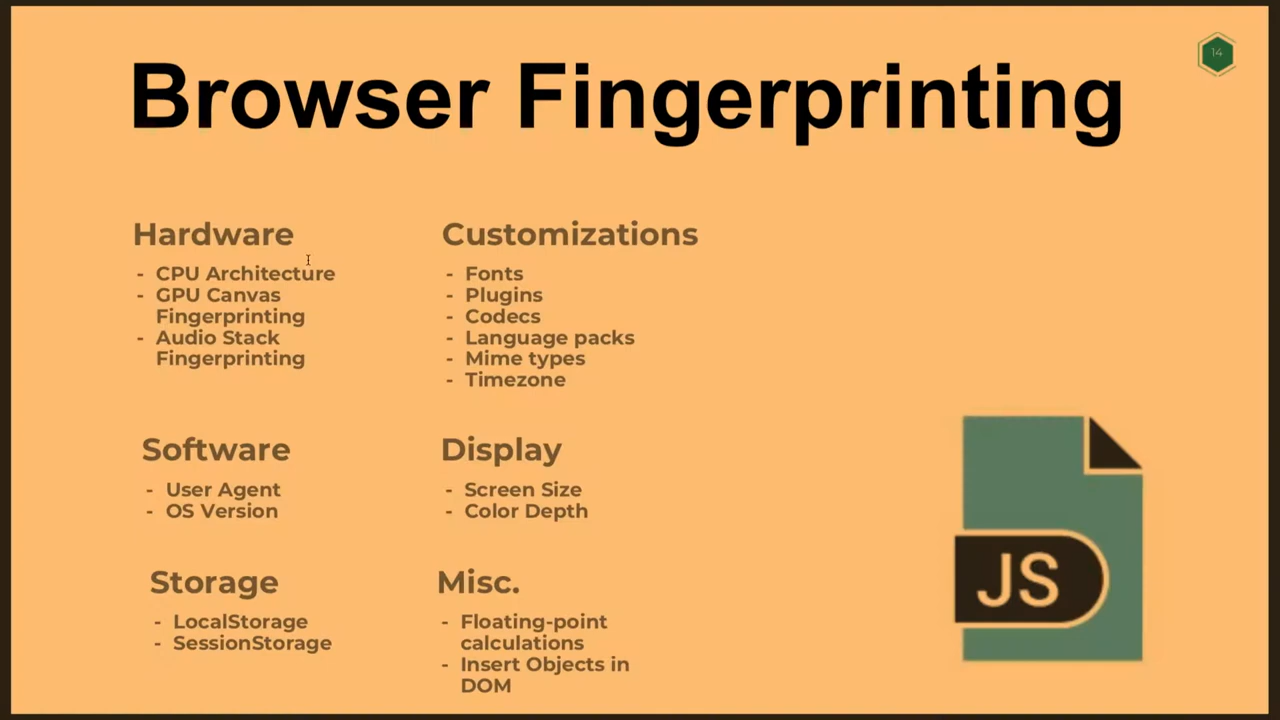 14
Browser Fingerprinting
Hardware
- CPU Architecture
- GPU Canvas
Fingerprinting
- Audio Stack
Fingerprinting
Customizations
- Fonts
- Plugins
- Codecs
- Language packs
- Mime types
- Timezone
Software
- User Agent
- OS Version
Display
- Screen Size
- Color Depth
Storage
- LocalStorage
- SessionStorage
Misc.
- Floating-point
calculations
- Insert Objects in
DOM
JS